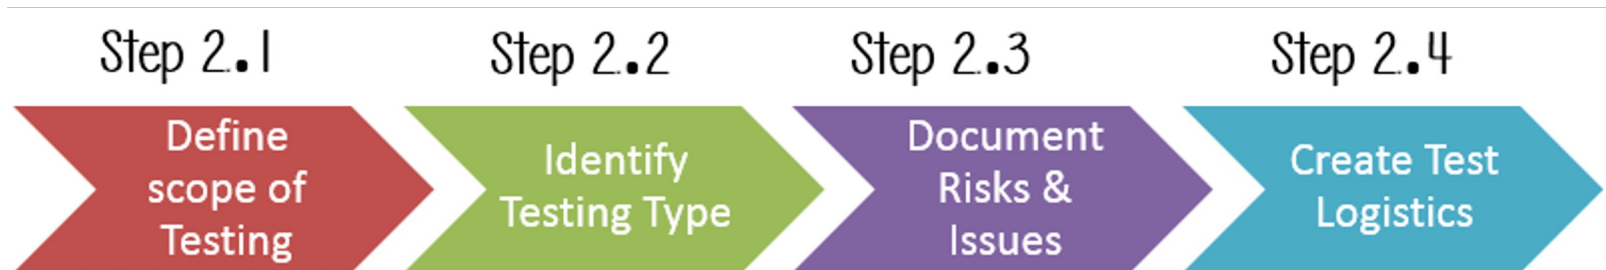 Step 2.1
Step 2.2
Step 2.3
Step 2.4
Define
scope of
Testing
Identify
Testing Type
Document
Risks &
Issues
Create Test
Logistics